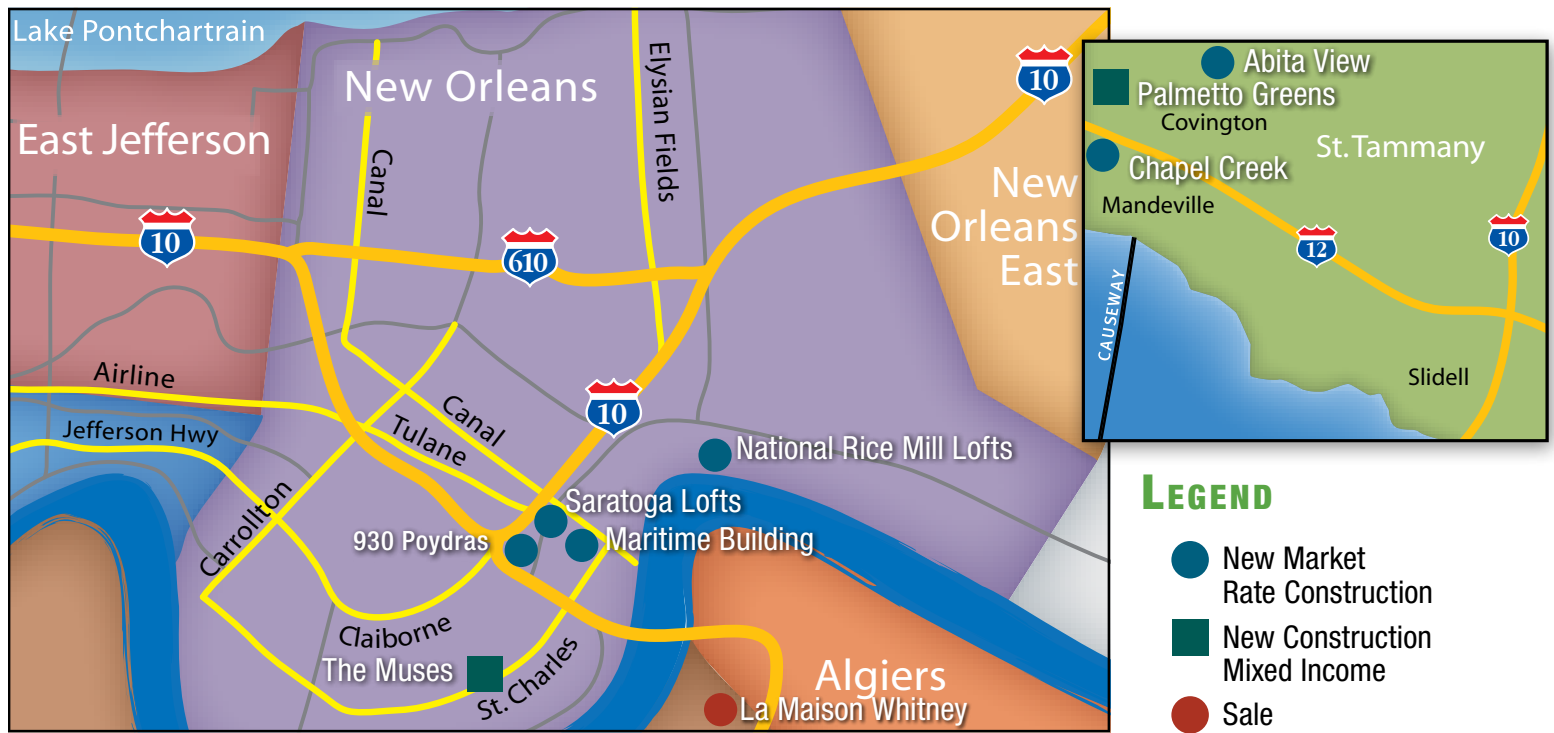 Lake Pontchartrain
New Orleans
East Jefferson
Canal
Elysian Fields
10
New
Orleans
East
10
610
Airline
Jefferson Hwy
Canal
Tulane
10
National Rice Mill Lofts
Saratoga Lofts
930 Poydras
Maritime Building
Carrollton
Claiborne
The Muses
St. Charles
Algiers
La Maison Whitney
Abita View
Palmetto Greens
Covington
St. Tammany
Chapel Creek
Mandeville
12
10
CAUSEWAY
Slidell
LEGEND
New Market
Rate Construction
New Construction
Mixed Income
Sale